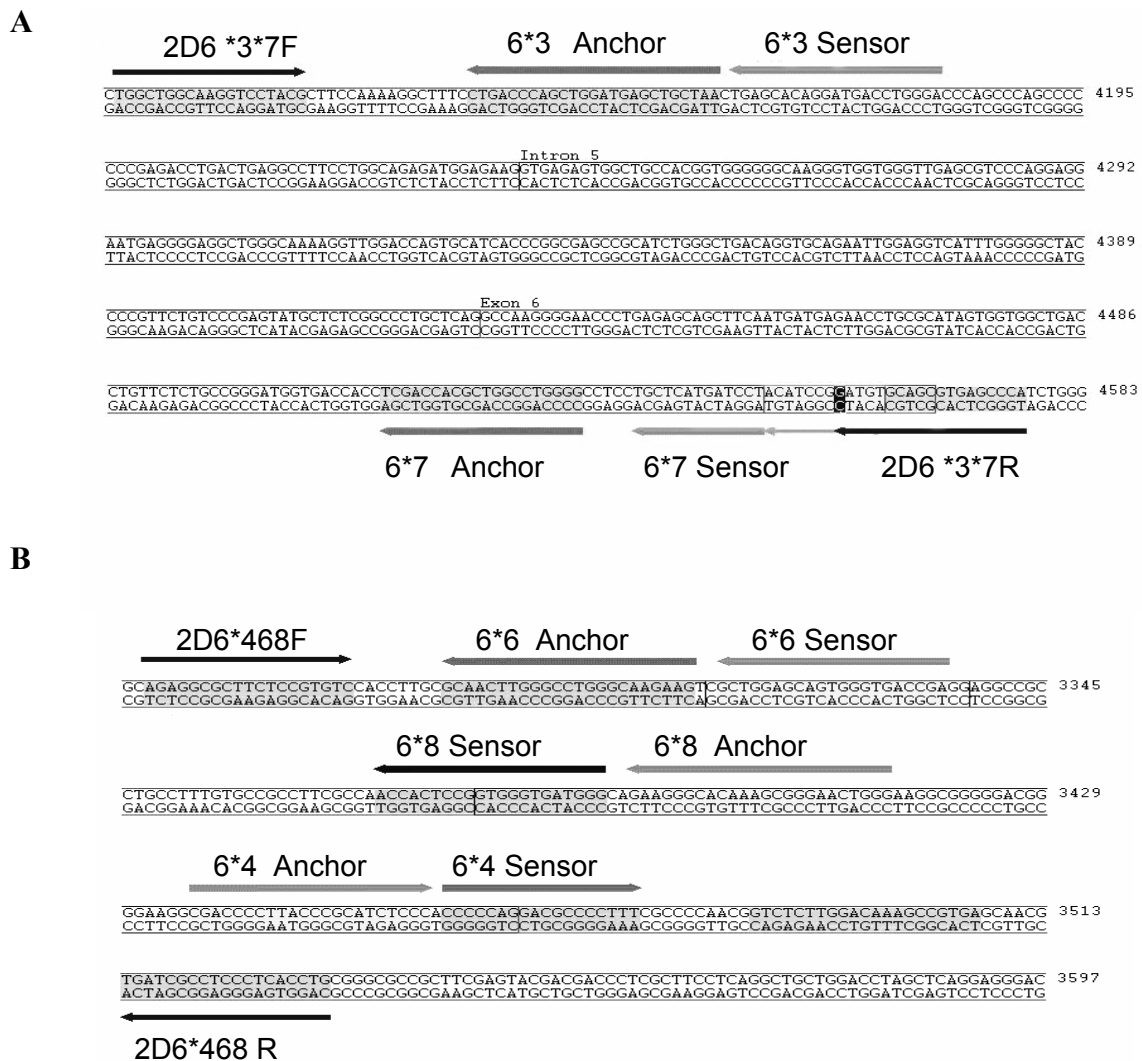 A
2D6 *3*7F
6*3 Anchor
6*3 Sensor
CTGGCTGGCAAGGTCCTACGCTTCCAAAAGGCTTTCCTGACCCAGCTGGATGAGCTGCTAACTGAGCACAGGATGACCTGGGACCCAGCCCAGCCCC 4195
GACCGACCGTTCCAGGATGCGAAGGTTTTCCGAAAGGACTGGGTCGACCTACTCGACGATTGACTCGTGTCCTACTGGACCCTGGGTCGGGTCGGGG
Intron 5
CCCGAGACCTGACTGAGGCCTTCCTGGCAGAGATGGAGAAGGTGAGAGTGGCTGCCACGGTGGGGGGCAAGGGTGGTGGGTTGAGCGTCCCAGGAGG 4292
GGGCTCTGGACTGACTCCGGAAGGACCGTCTCTACCTCTTCCACTCTCACCGACGGTGCCACCCCCCGTTCCCACCACCCAACTCGCAGGGTCCTCC
AATGAGGGGAGGCTGGGCAAAAGGTTGGACCAGTGCATCACCCGGCGAGCCGCATCTGGGCTGACAGGTGCAGAATTGGAGGTCATTTGGGGGCTAC 4389
TTACTCCCCTCCGACCCGTTTTCCAACCTGGTCACGTAGTGGGCCGCTCGGCGTAGACCCGACTGTCCACGTCTTAACCTCCAGTAAACCCCCGATG
Exon 6
CCCGTTCTGTCCCGAGTATGCTCTCGGCCCTGCTCAGGCCAAGGGGAACCCTGAGAGCAGCTTCAATGATGAGAACCTGCGCATAGTGGTGGCTGAC 4486
GGGCAAGACAGGGCTCATACGAGAGCCGGGACGAGTCCGGTTCCCCTTGGGACTCTCGTCGAAGTTACTACTCTTGGACGCGTATCACCACCGACTG
CTGTTCTCTGCCGGGATGGTGACCACCTCGACCACGCTGGCCTGGGGCCTCCTGCTCATGATCCTACATCCGGATGTGCAGCGTGAGCCCATCTGGG 4583
GACAAGAGACGGCCCTACCACTGGTGGAGCTGGTGCGACCGGACCCCGGAGGACGAGTACTAGGATGTAGGCCTACACGTCGCACTCGGGTAGACCC
6*7 Anchor
6*7 Sensor
2D6 *3*7R
B
2D6*468F
6*6 Anchor
6*6 Sensor
GCAGAGGCGCTTCTCCGTGTCCACCTTGCGCAACTTGGGCCTGGGCAAGAAGTCGCTGGAGCAGTGGGTGACCGAGGAGGCCGC 3345
CGTCTCCGCGAAGAGGCACAGGTGGAACGCGTTGAACCCGGACCCGTTCTTCAGCGACCTCGTCACCCACTGGCTCCTCCGGCG
6*8 Sensor
6*8 Anchor
CTGCCTTTGTGCCGCCTTCGCCAACCACTCCGGTGGGTGATGGGCAGAAGGGCACAAAGCGGGAACTGGGAAGGCGGGGGACGG 3429
GACGGAAACACGGCGGAAGCGGTTGGTGAGGCCACCCACTACCCGTCTTCCCGTGTTTCGCCCTTGACCCTTCCGCCCCCTGCC
6*4 Anchor
6*4 Sensor
GGAAGGCGACCCCTTACCCGCATCTCCCACCCCCAGGACGCCCCTTTCGCCCCAACGGTCTCTTGGACAAAGCCGTGAGCAACG 3513
CCTTCCGCTGGGGAATGGGCGTAGAGGGTGGGGGTCCTGCGGGGAAAGCGGGGTTGCCAGAGAACCTGTTTCGGCACTCGTTGC
TGATCGCCTCCCTCACCTGCGGGCGCCGCTTCGAGTACGACGACCCTCGCTTCCTCAGGCTGCTGGACCTAGCTCAGGAGGGAC 3597
ACTAGCGGAGGGAGTGGACGCCCGCGGCGAAGCTCATGCTGCTGGGAGCGAAGGAGTCCGACGACCTGGATCGAGTCCTCCCTG
2D6*468 R